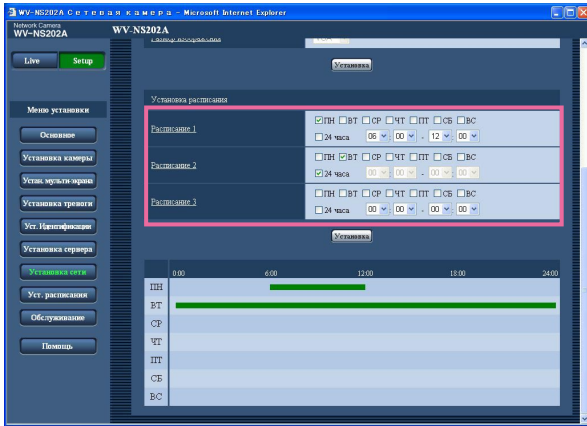 WV-NS202A Сетевая камера - Microsoft Internet Explorer
Network Camera
WV-NS202A
WV-NS202A
Live Setup
Размер изображения
Установка
Установка расписания
Меню установки
Расписание 1
ПН ВТ СР ЧТ ПТ СБ ВС
24 часа 06 : 00 - 12 : 00
Основное
Установка камеры
Расписание 2
ПН ВТ СР ЧТ ПТ СБ ВС
24 часа 00 : 00 - 00 : 00
Устан. мульти-экрана
Установка тревоги
Расписание 3
ПН ВТ СР ЧТ ПТ СБ ВС
24 часа 00 : 00 - 00 : 00
Уст. Идентификации
Установка
Установка сервера
Установка сети
0:00 6:00 12:00 18:00 24:00
Уст. расписания
ПН
ВТ
Обслуживание
СР
Помощь
ЧТ
ПТ
СБ
ВС